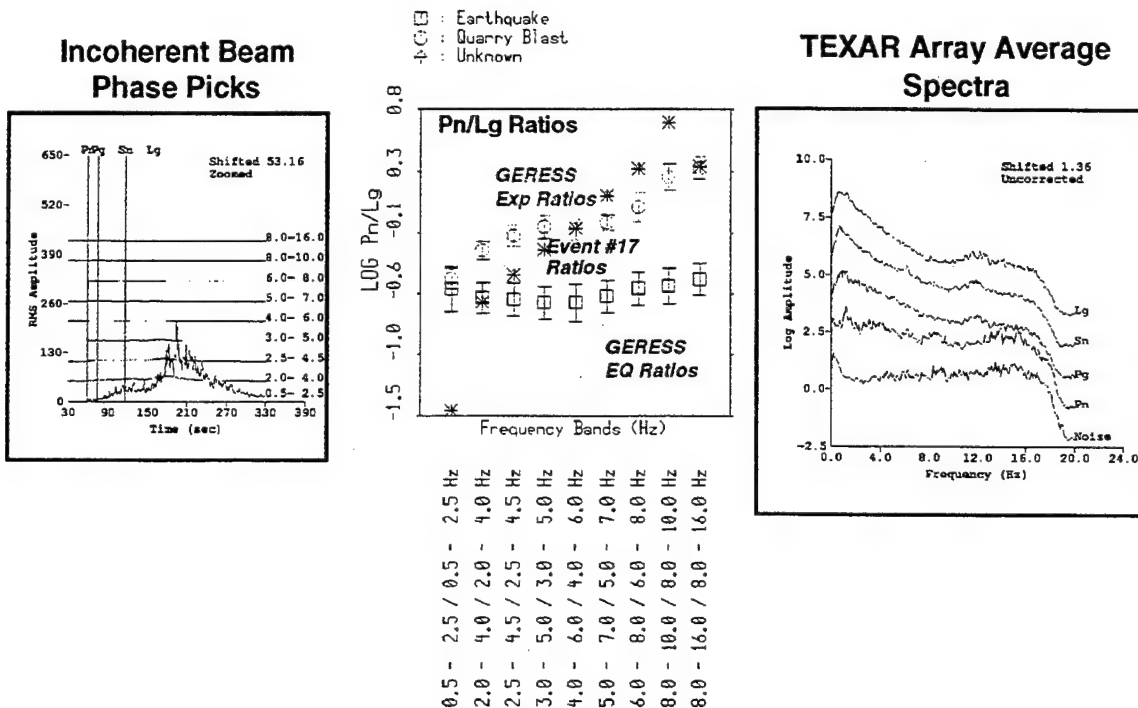 Incoherent Beam
Phase Picks
: Earthquake
: Quarry Blast
: Unknown
TEXAR Array Average
Spectra
Pn Pg Sn Lg
Shifted 53.16
Zoomed
650-
520-
390-
260-
130-
0-
RMS Amplitude
8.0-16.0
8.0-10.0
6.0- 8.0
5.0- 7.0
4.0- 6.0
3.0- 5.0
2.5- 4.5
2.0- 4.0
0.5- 2.5
30 90 150 210 270 330 390
Time (sec)
Pn/Lg Ratios
GERESS
Exp Ratios
Event #17
Ratios
GERESS
EQ Ratios
LOG Pn/Lg
0.8
0.3
-0.1
-0.6
-1.0
-1.5
Frequency Bands (Hz)
0.5 - 2.5 / 0.5 - 2.5 Hz
2.0 - 4.0 / 2.0 - 4.0 Hz
2.5 - 4.5 / 2.5 - 4.5 Hz
3.0 - 5.0 / 3.0 - 5.0 Hz
4.0 - 6.0 / 4.0 - 6.0 Hz
5.0 - 7.0 / 5.0 - 7.0 Hz
6.0 - 8.0 / 6.0 - 8.0 Hz
8.0 - 10.0 / 8.0 - 10.0 Hz
8.0 - 16.0 / 8.0 - 16.0 Hz
Shifted 1.36
Uncorrected
10.0
7.5
5.0
2.5
0.0
-2.5
Log Amplitude
Lg
Sn
Pg
Pn
Noise
0.0 4.0 8.0 12.0 16.0 20.0 24.0
Frequency (Hz)